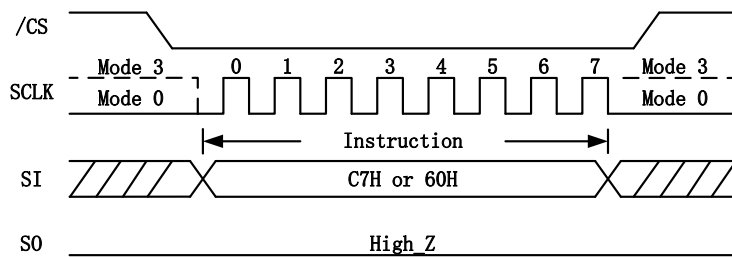 /CS
Mode 3 0 1 2 3 4 5 6 7 Mode 3
SCLK
Mode 0 Mode 0
Instruction
SI C7H or 60H
SO High_Z